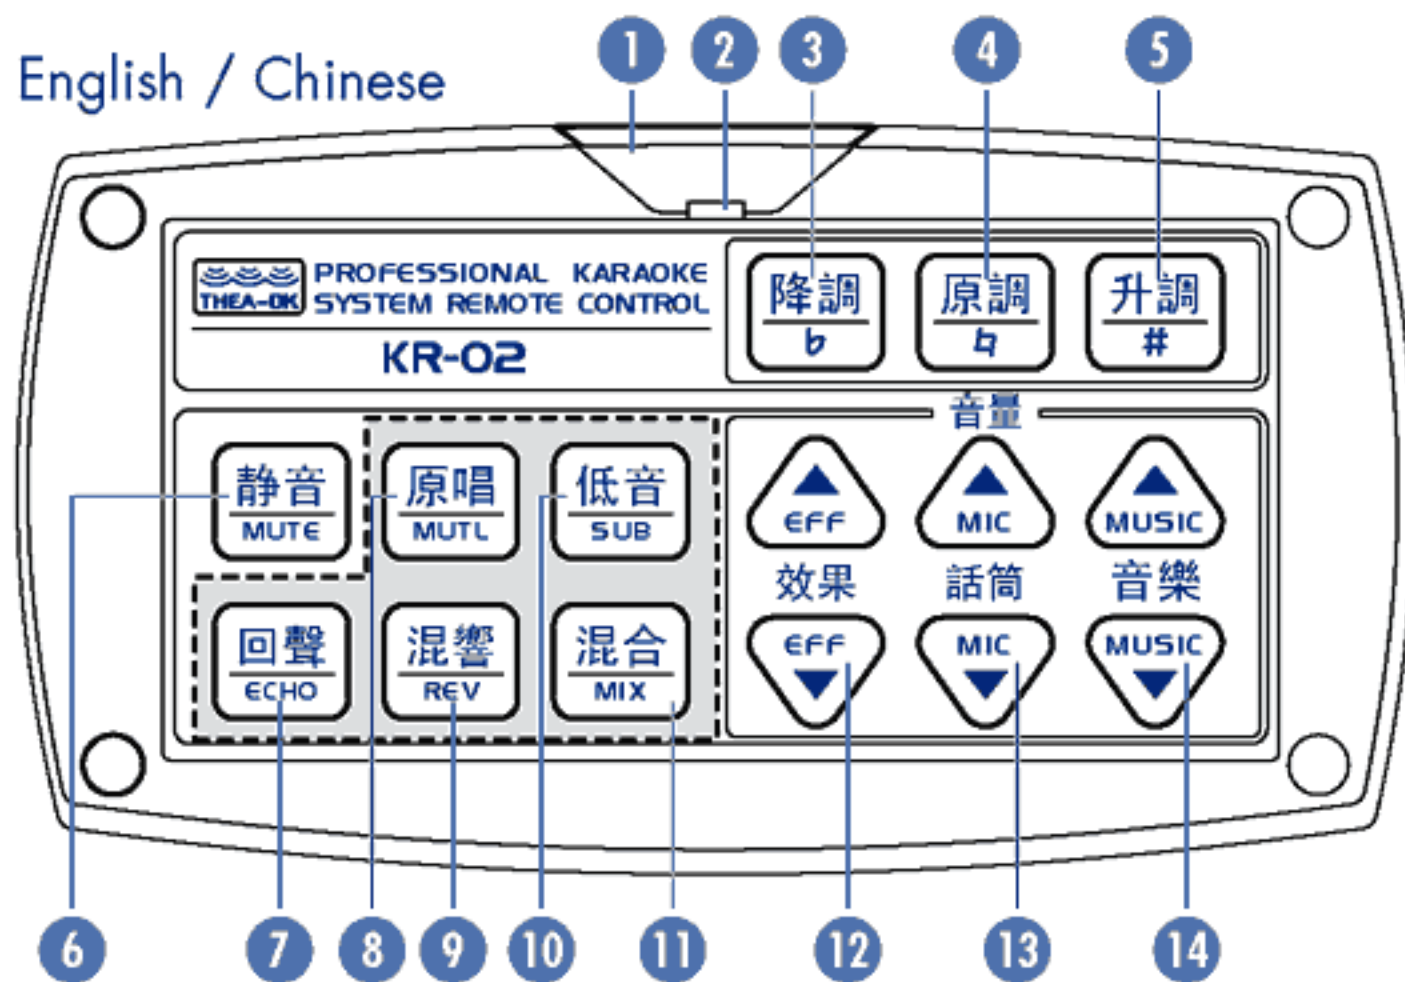 1 2 3 4 5
English / Chinese
THEA-OK
PROFESSIONAL KARAOKE
SYSTEM REMOTE CONTROL
KR-02
降調 原調 升調
♭ ♮ #
音量
静音 原唱 低音
MUTE MUTL SUB
EFF MIC MUSIC
效果 話筒 音樂
回聲 混響 混合
ECHO REV MIX
EFF MIC MUSIC
6 7 8 9 10 11 12 13 14